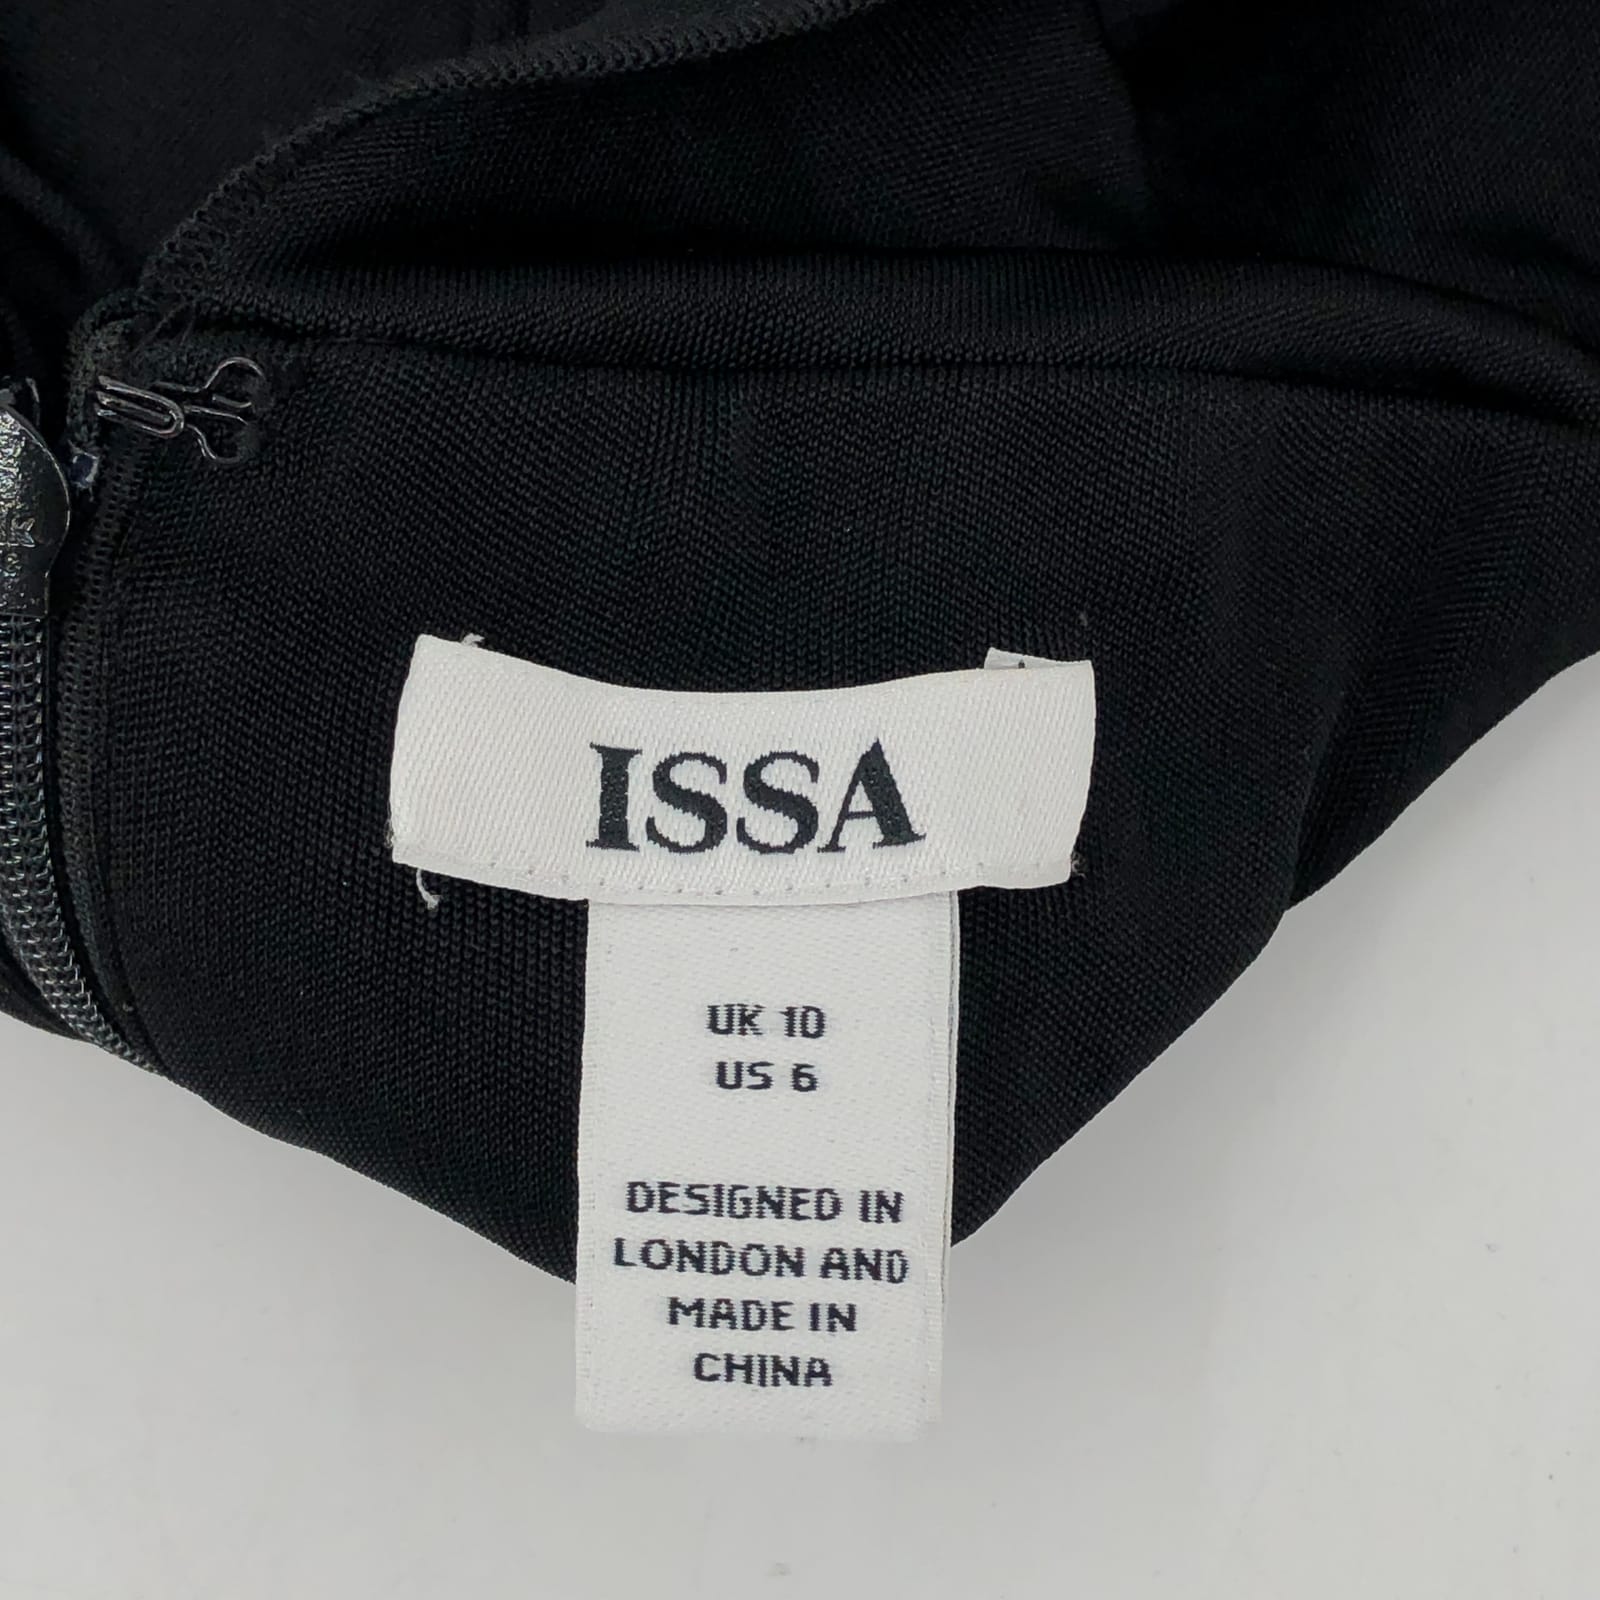 ISSA
UK 10
US 6
DESIGNED IN
LONDON AND
MADE IN
CHINA